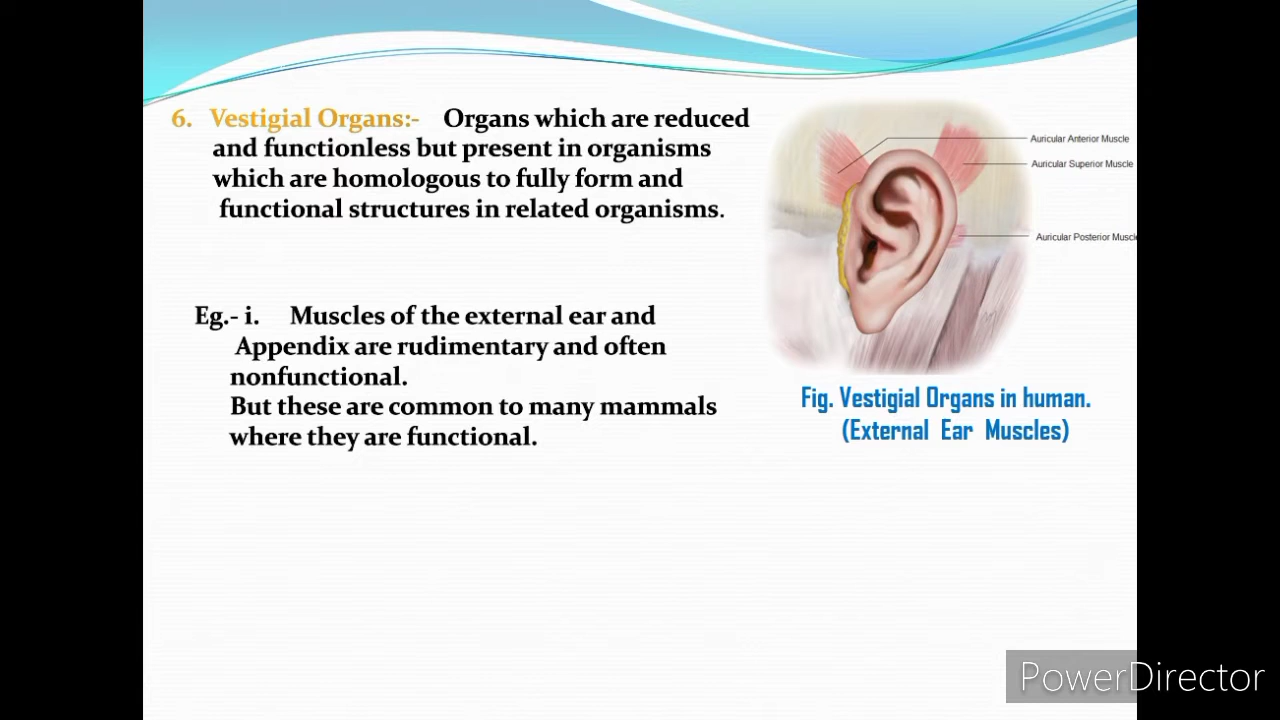 6. Vestigial Organs:- Organs which are reduced
and functionless but present in organisms
which are homologous to fully form and
functional structures in related organisms.
Eg.- i. Muscles of the external ear and
Appendix are rudimentary and often
nonfunctional.
But these are common to many mammals
where they are functional.
Auricular Anterior Muscle
Auricular Superior Muscle
Auricular Posterior Muscle
Fig. Vestigial Organs in human.
(External Ear Muscles)
PowerDirector